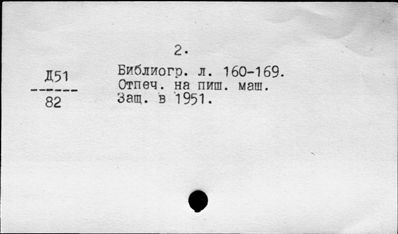 2.
Д51
82
Библиогр. л. 160-169.
Отпеч. на пиш. маш.
Защ. в 1951.